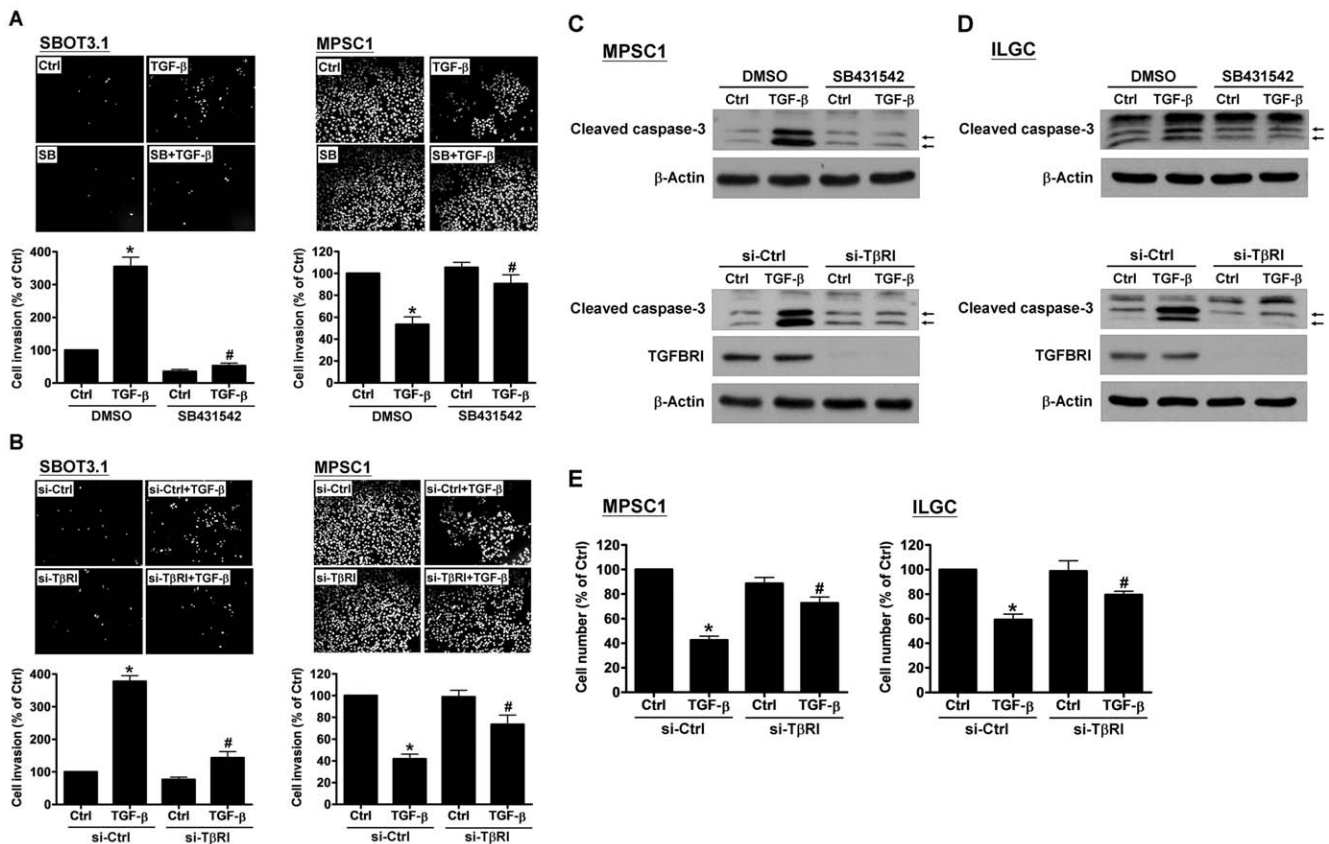 A
SBOT3.1
Ctrl
TGF-β
SB
SB+TGF-β
Cell invasion (% of Ctrl)
400
300
200
100
0
Ctrl TGF-β Ctrl TGF-β
DMSO SB431542
*
#
MPSC1
Ctrl
TGF-β
SB
SB+TGF-β
Cell invasion (% of Ctrl)
120
100
80
60
40
20
0
Ctrl TGF-β Ctrl TGF-β
DMSO SB431542
*
#
B
SBOT3.1
si-Ctrl
si-Ctrl+TGF-β
si-TβRI
si-TβRI+TGF-β
Cell invasion (% of Ctrl)
400
300
200
100
0
Ctrl TGF-β Ctrl TGF-β
si-Ctrl si-TβRI
*
#
MPSC1
si-Ctrl
si-Ctrl+TGF-β
si-TβRI
si-TβRI+TGF-β
Cell invasion (% of Ctrl)
120
100
80
60
40
20
0
Ctrl TGF-β Ctrl TGF-β
si-Ctrl si-TβRI
*
#
C
MPSC1
DMSO SB431542
Ctrl TGF-β Ctrl TGF-β
Cleaved caspase-3
β-Actin
si-Ctrl si-TβRI
Ctrl TGF-β Ctrl TGF-β
Cleaved caspase-3
TGFBRI
β-Actin
D
ILGC
DMSO SB431542
Ctrl TGF-β Ctrl TGF-β
Cleaved caspase-3
β-Actin
si-Ctrl si-TβRI
Ctrl TGF-β Ctrl TGF-β
Cleaved caspase-3
TGFBRI
β-Actin
E
MPSC1
Cell number (% of Ctrl)
120
100
80
60
40
20
0
Ctrl TGF-β Ctrl TGF-β
si-Ctrl si-TβRI
*
#
ILGC
Cell number (% of Ctrl)
120
100
80
60
40
20
0
Ctrl TGF-β Ctrl TGF-β
si-Ctrl si-TβRI
*
#